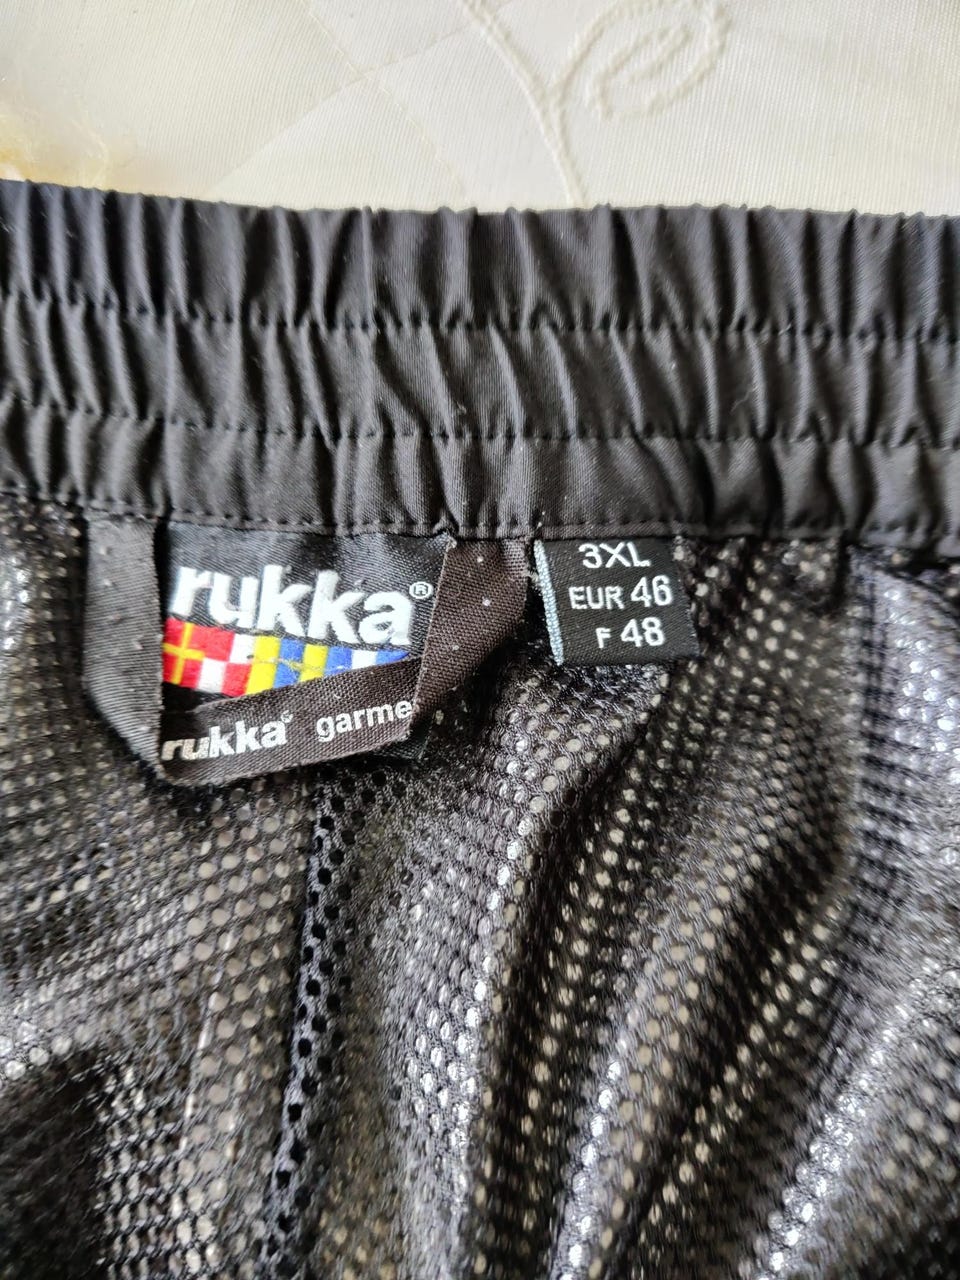 rukka®
rukka® garme
3XL
EUR 46
F 48